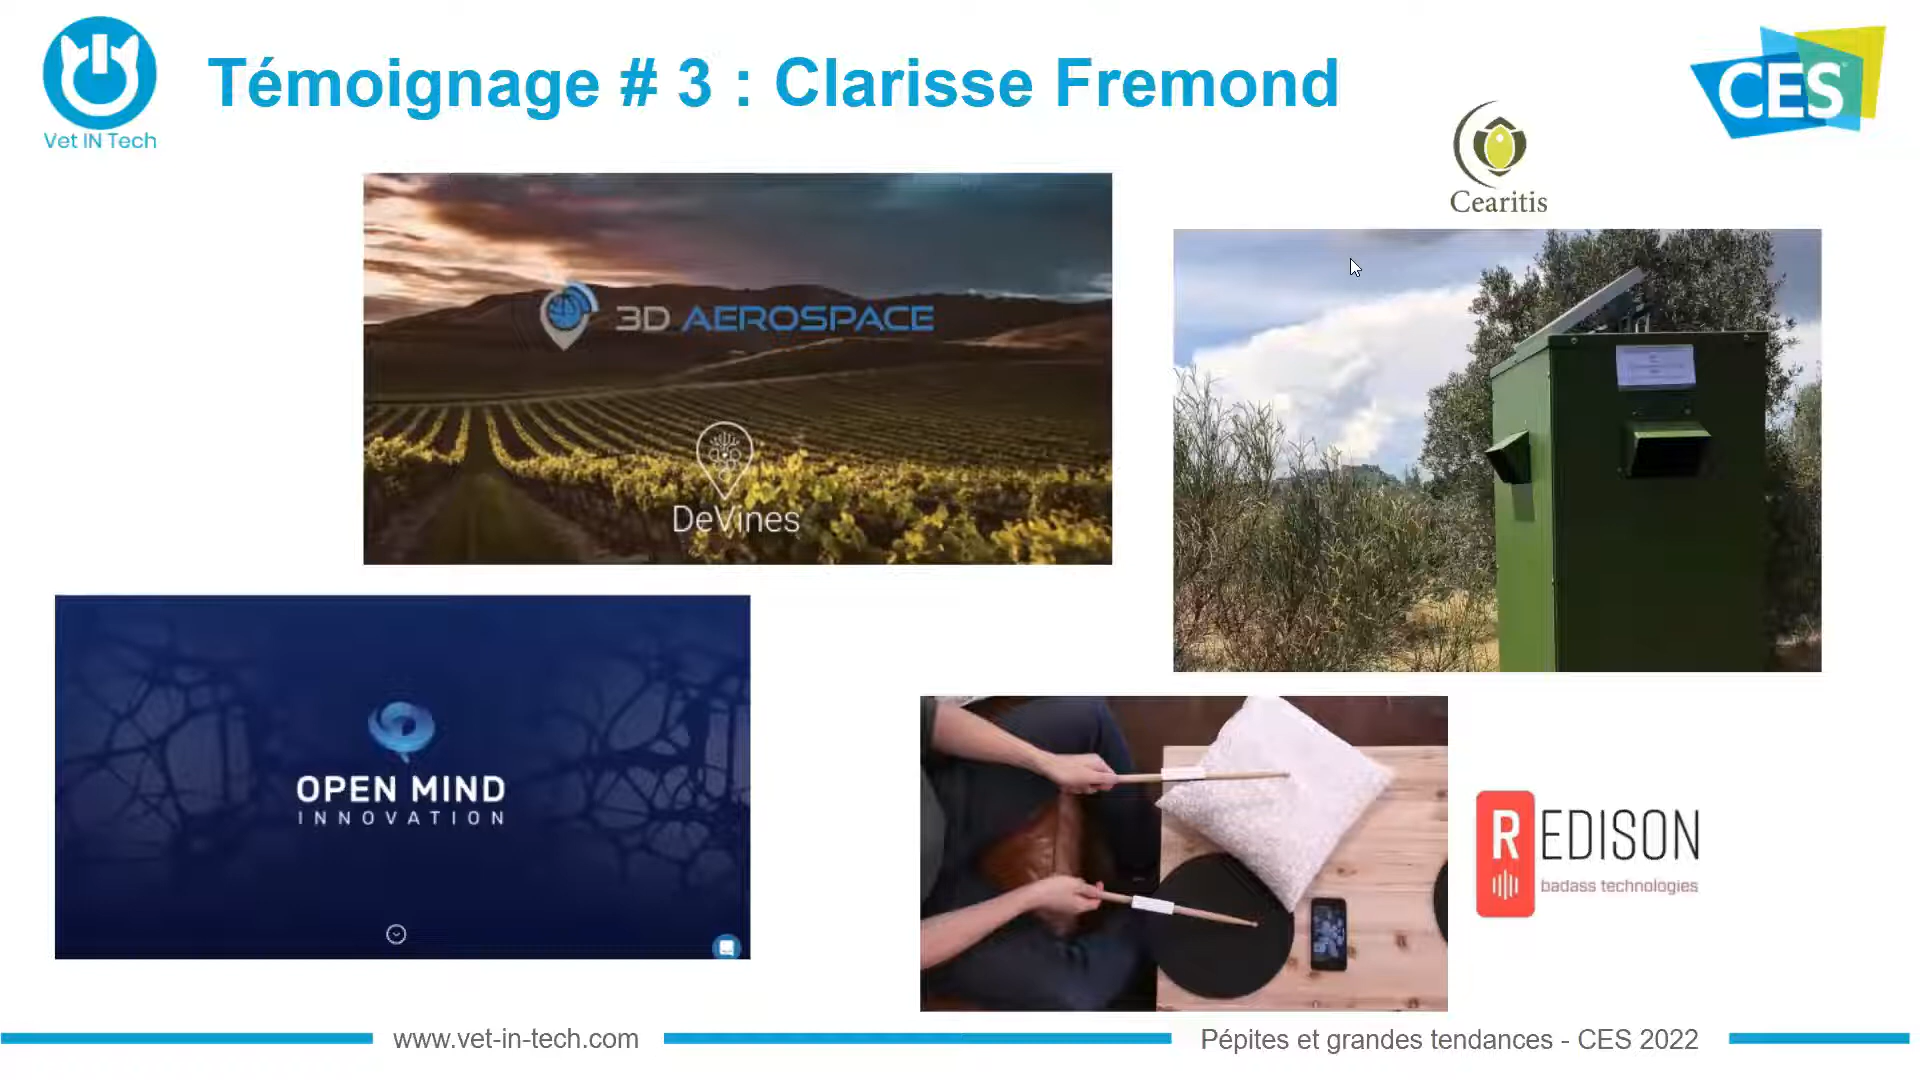 Vet IN Tech
Témoignage # 3 : Clarisse Fremond
CES
Cearitis
3D AEROSPACE
DeVines
OPEN MIND
INNOVATION
REDISON
badass technologies
www.vet-in-tech.com
Pépites et grandes tendances - CES 2022